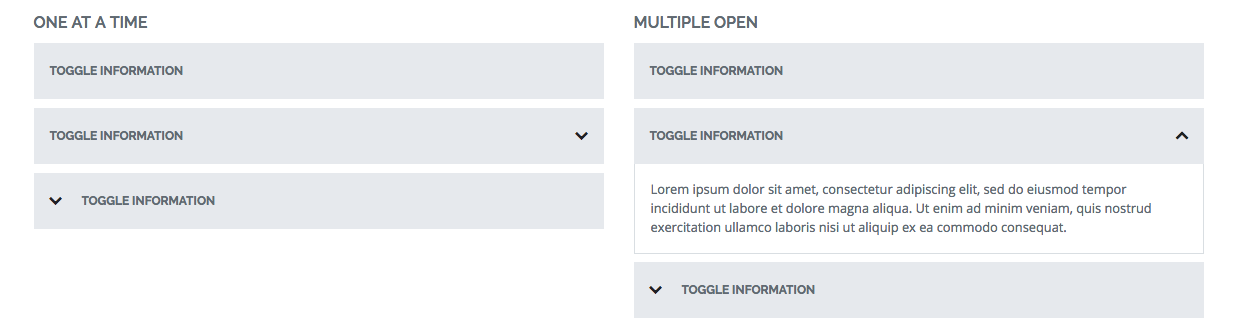 ONE AT A TIME
TOGGLE INFORMATION
TOGGLE INFORMATION
TOGGLE INFORMATION
MULTIPLE OPEN
TOGGLE INFORMATION
TOGGLE INFORMATION
Lorem ipsum dolor sit amet, consectetur adipiscing elit, sed do eiusmod tempor
incididunt ut labore et dolore magna aliqua. Ut enim ad minim veniam, quis nostrud
exercitation ullamco laboris nisi ut aliquip ex ea commodo consequat.
TOGGLE INFORMATION